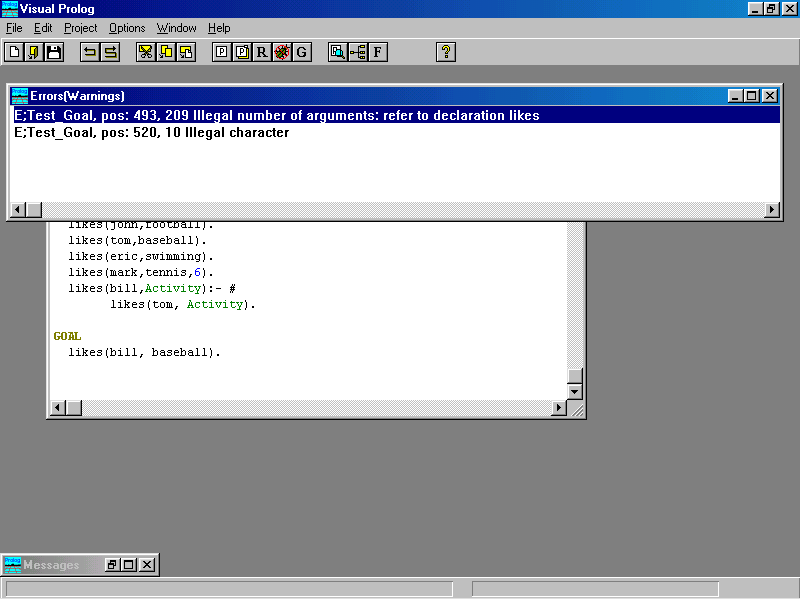 Visual Prolog
File Edit Project Options Window Help
R G F ?
Errors(Warnings)
E;Test_Goal, pos: 493, 209 Illegal number of arguments: refer to declaration likes
E;Test_Goal, pos: 520, 10 Illegal character
likes(john,football).
likes(tom,baseball).
likes(eric,swimming).
likes(mark,tennis,6).
likes(bill,Activity):- #
likes(tom, Activity).
GOAL
likes(bill, baseball).
Messages